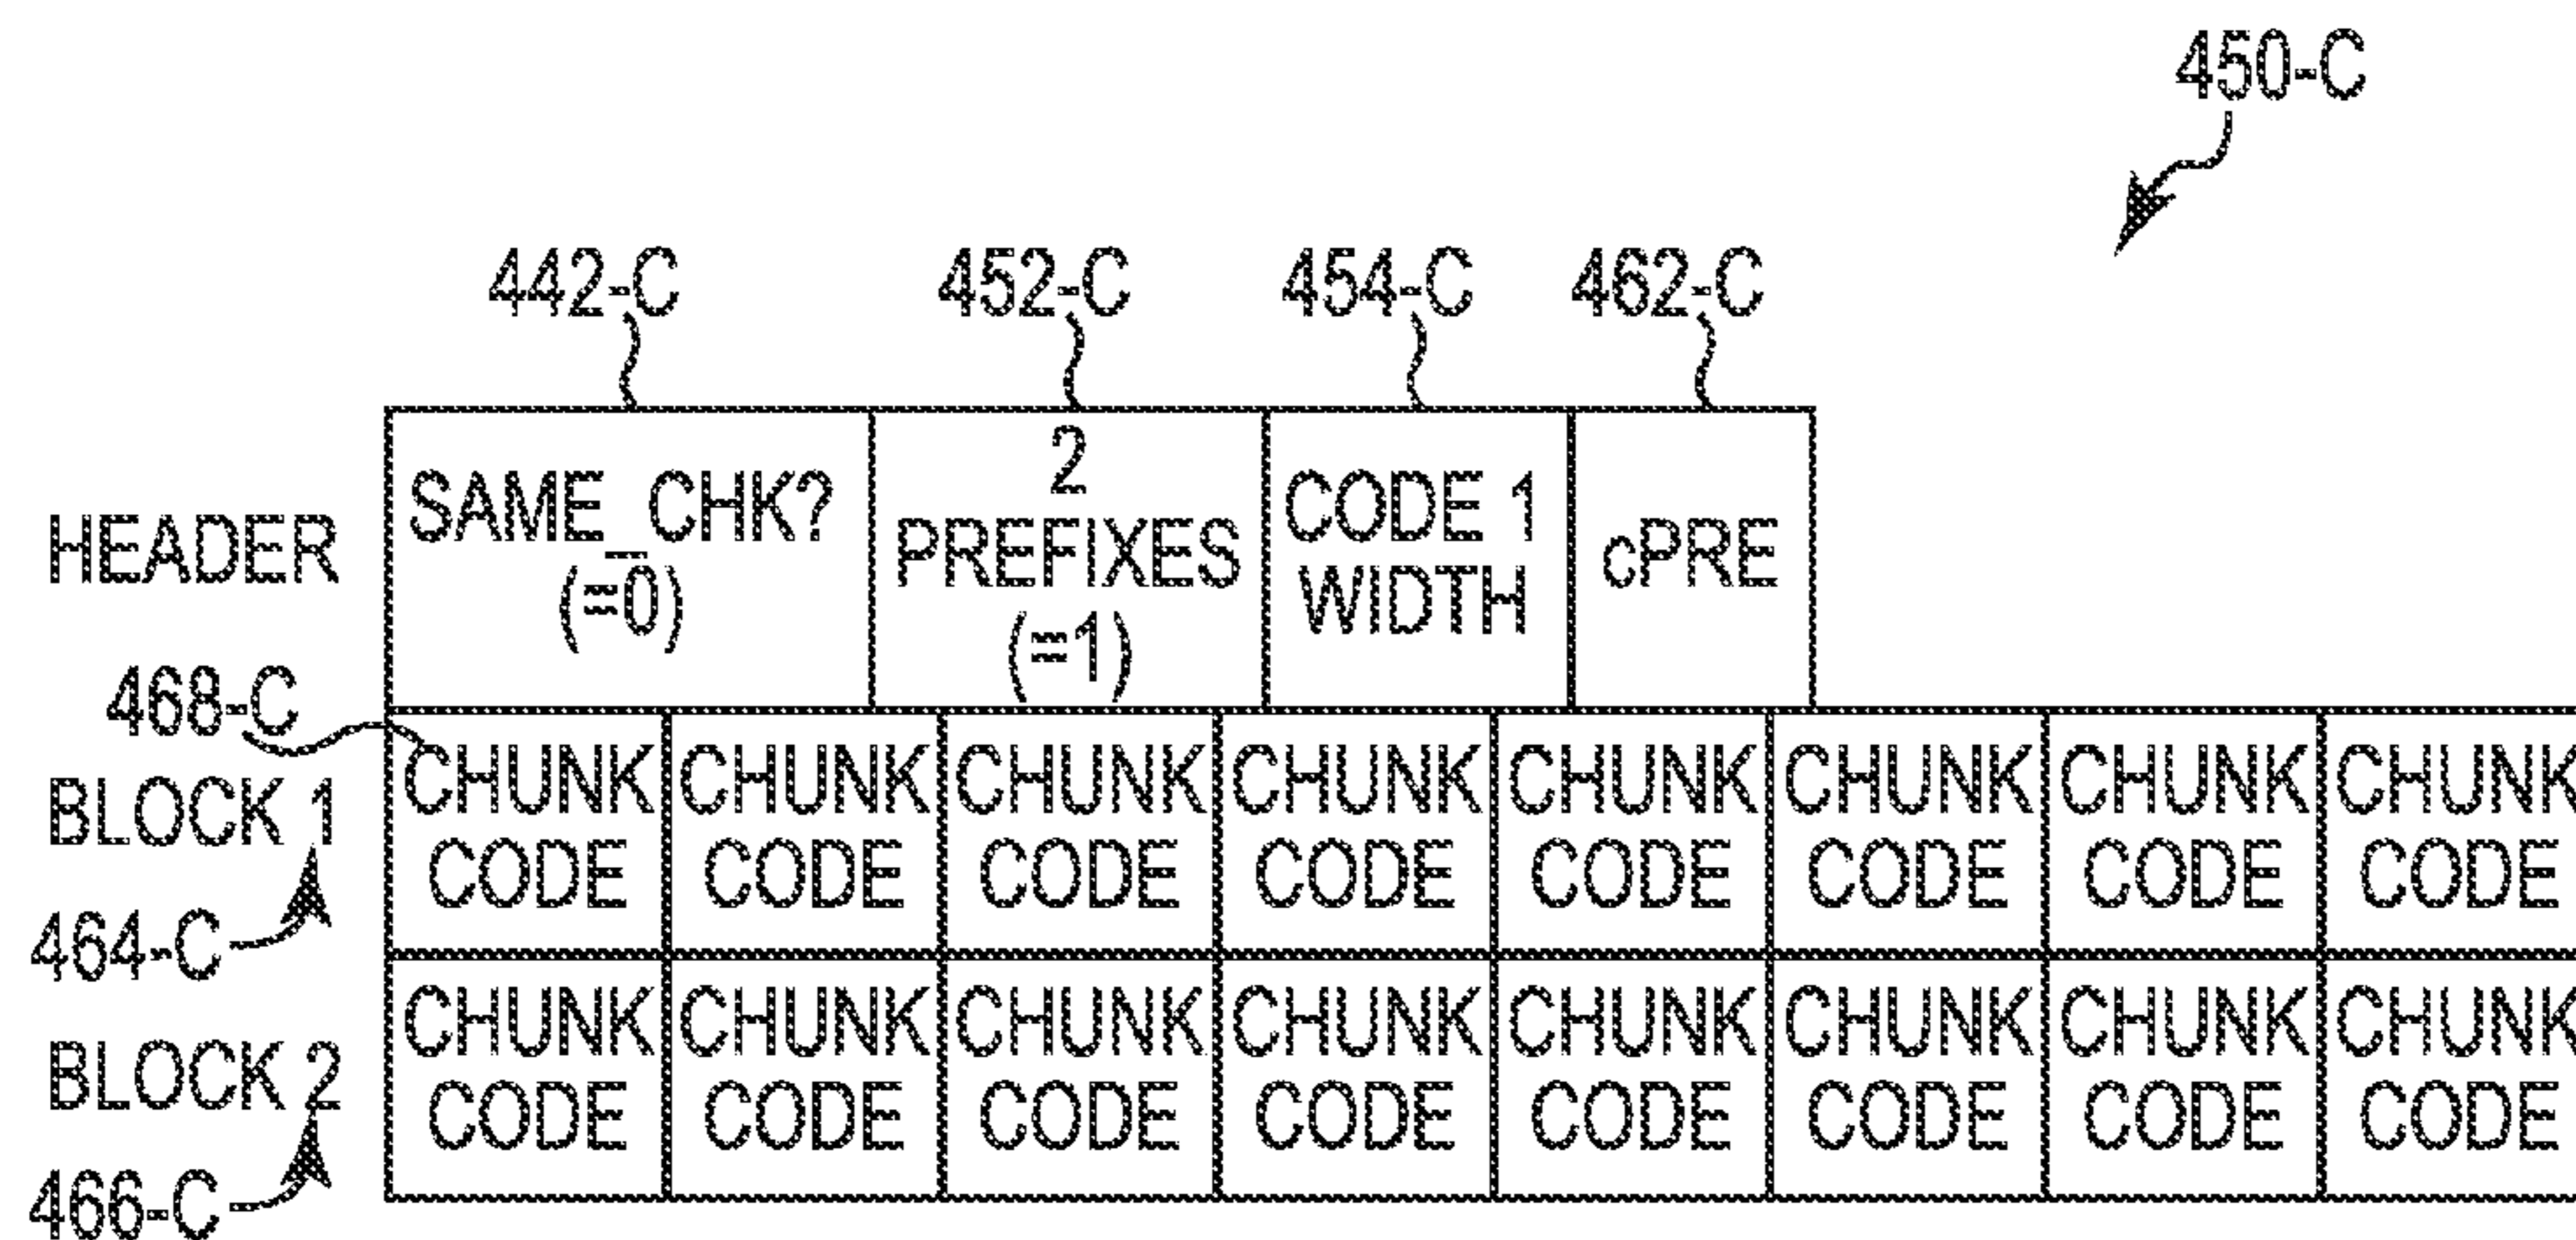 450-C
442-C 452-C 454-C 462-C
HEADER
SAME_CHK?
(=0)
2
PREFIXES
(=1)
CODE 1
WIDTH
cPRE
468-C
BLOCK 1
464-C
CHUNK CHUNK CHUNK CHUNK CHUNK CHUNK CHUNK CHUNK
CODE CODE CODE CODE CODE CODE CODE CODE
BLOCK 2
466-C
CHUNK CHUNK CHUNK CHUNK CHUNK CHUNK CHUNK CHUNK
CODE CODE CODE CODE CODE CODE CODE CODE